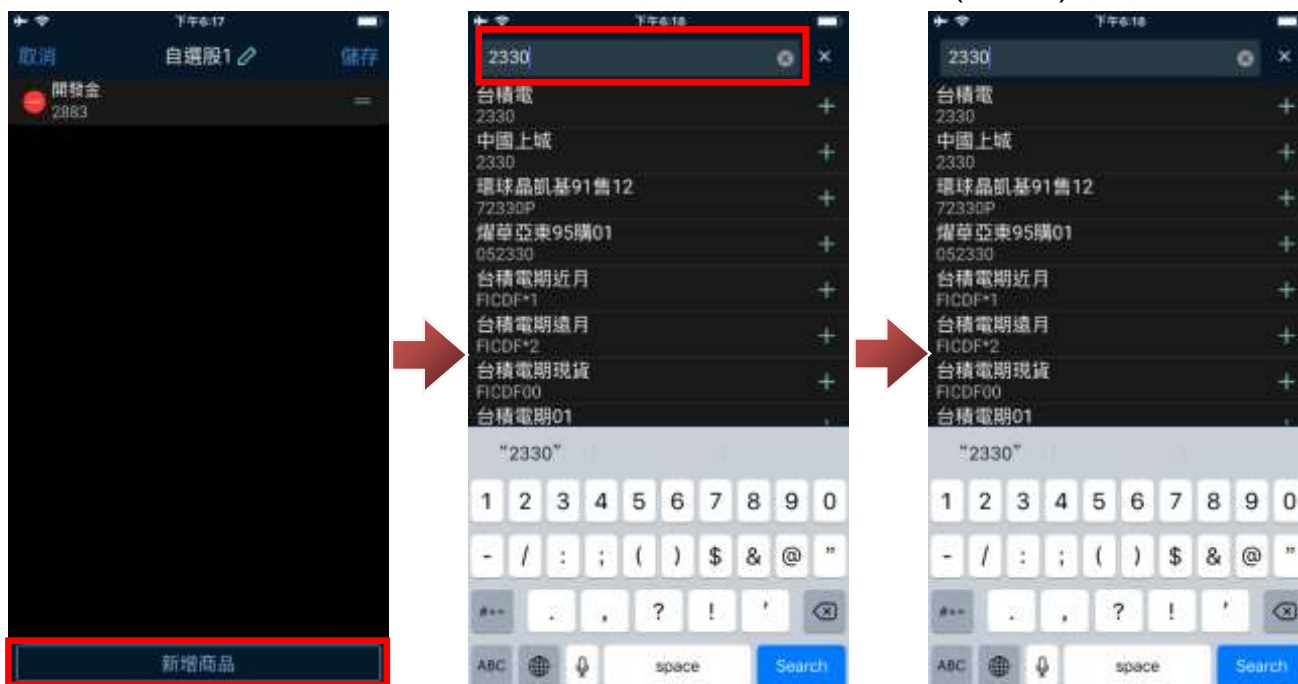 下午6:17
取消 自選股1 儲存
開發金
2883
新增商品
下午6:18
2330
台積電
2330
中國上城
2330
環球晶凱基91售12
72330P
燿華亞東95購01
052330
台積電期近月
FICDF*1
台積電期遠月
FICDF*2
台積電期現貨
FICDF00
台積電期01
"2330"
1 2 3 4 5 6 7 8 9 0
- / : ; ( ) $ & @ "
#+= . , ? ! '
ABC space Search
下午6:18
2330
台積電
2330
中國上城
2330
環球晶凱基91售12
72330P
燿華亞東95購01
052330
台積電期近月
FICDF*1
台積電期遠月
FICDF*2
台積電期現貨
FICDF00
台積電期01
"2330"
1 2 3 4 5 6 7 8 9 0
- / : ; ( ) $ & @ "
#+= . , ? ! '
ABC space Search